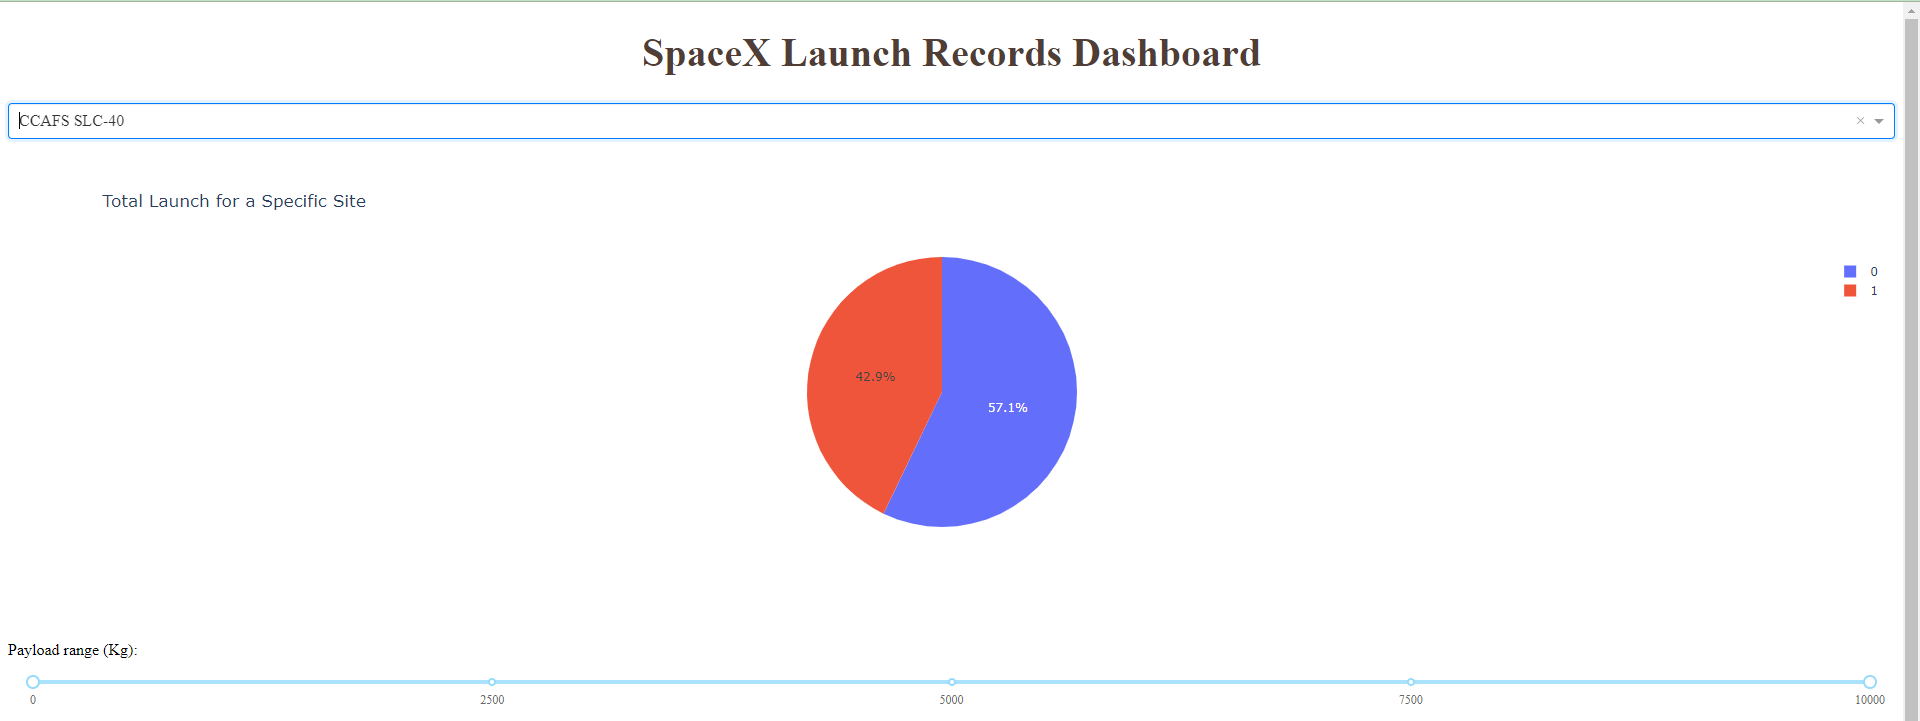 SpaceX Launch Records Dashboard
CCAFS SLC-40
Total Launch for a Specific Site
0
1
42.9%
57.1%
Payload range (Kg):
0 2500 5000 7500 10000